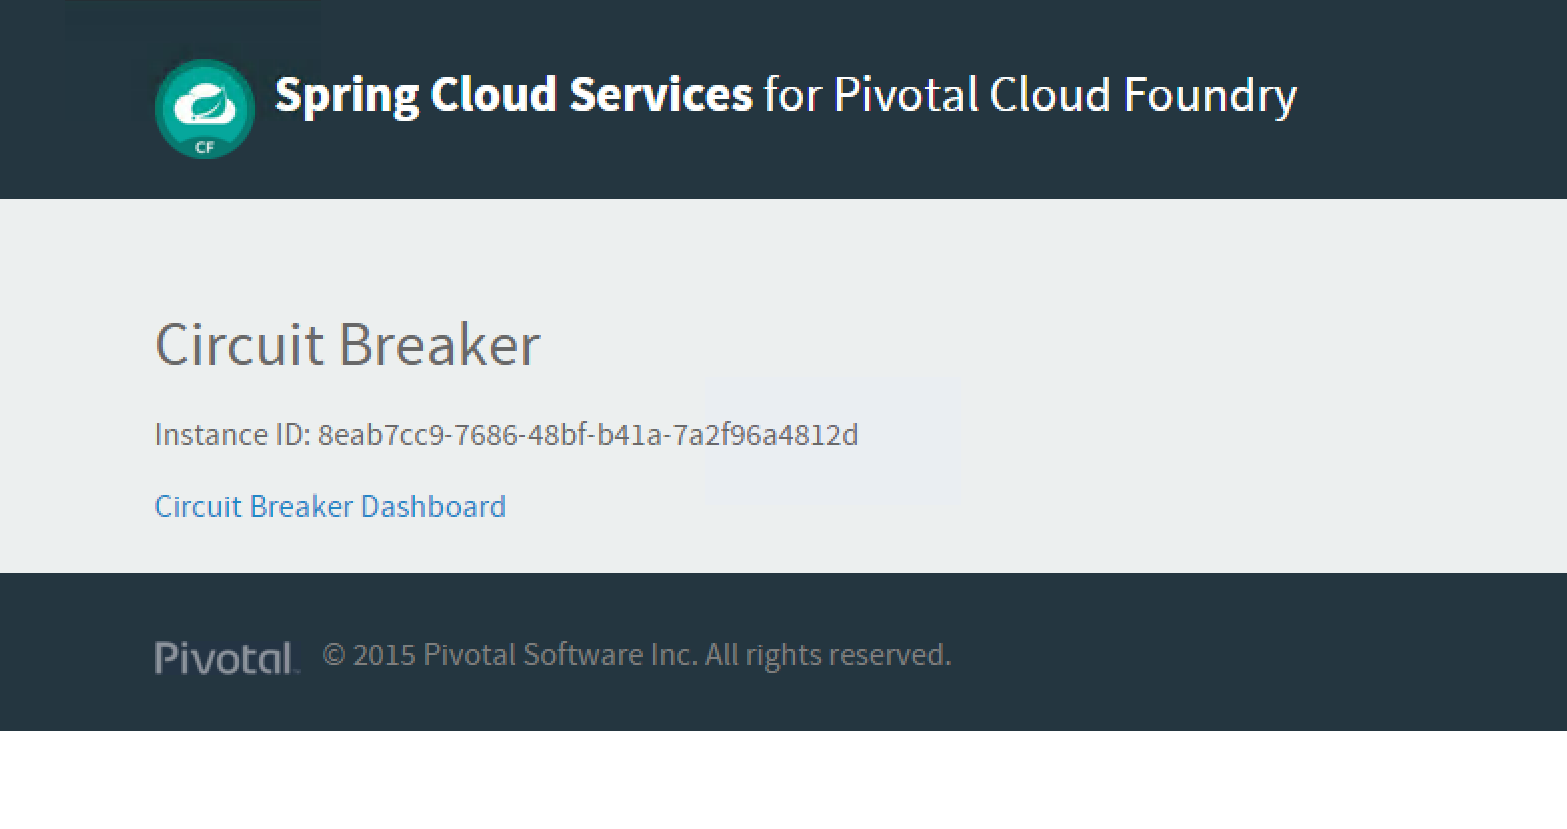 CF
Spring Cloud Services for Pivotal Cloud Foundry
Circuit Breaker
Instance ID: 8eab7cc9-7686-48bf-b41a-7a2f96a4812d
Circuit Breaker Dashboard
Pivotal™ © 2015 Pivotal Software Inc. All rights reserved.